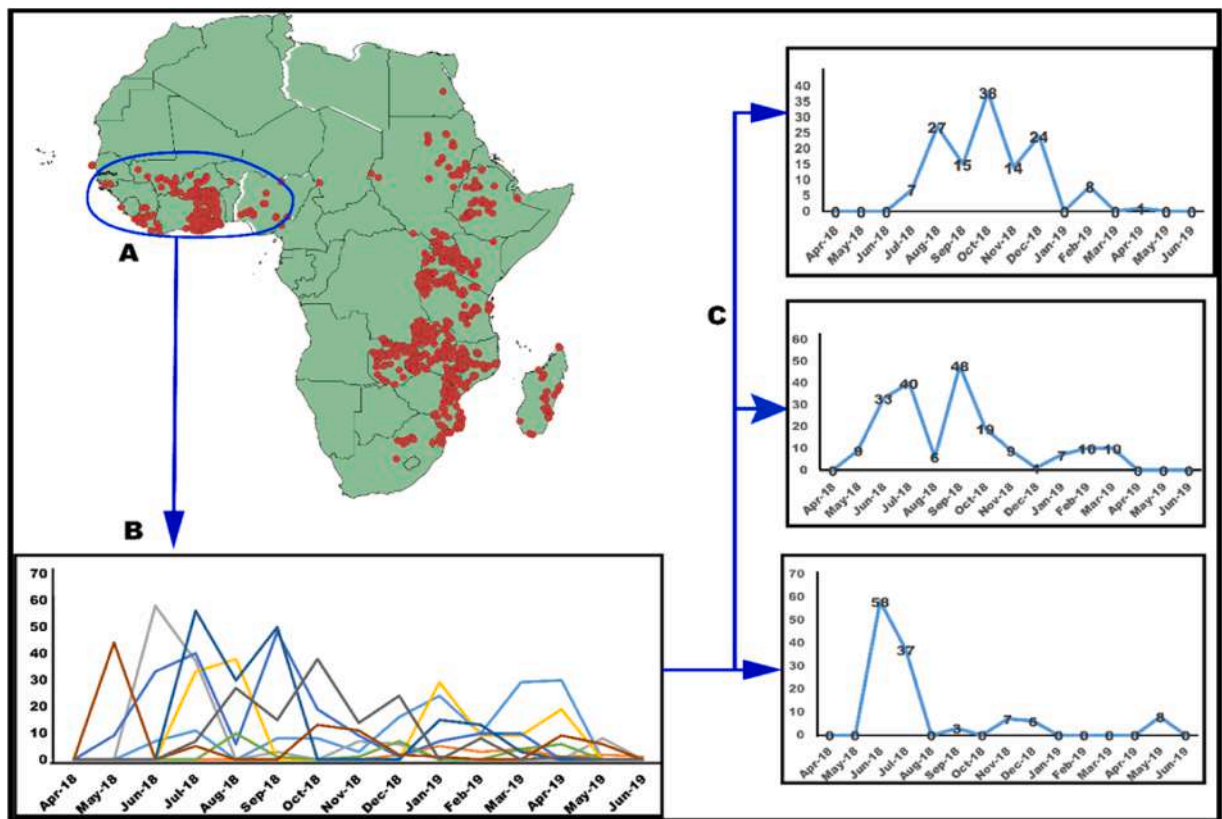 A
B
70
60
50
40
30
20
10
0
Apr-18
May-18
Jun-18
Jul-18
Aug-18
Sep-18
Oct-18
Nov-18
Dec-18
Jan-19
Feb-19
Mar-19
Apr-19
May-19
Jun-19
C
40
35
30
25
20
15
10
5
0
0 0 0 7 27 15 38 14 24 0 8 0 1 0 0
Apr-18
May-18
Jun-18
Jul-18
Aug-18
Sep-18
Oct-18
Nov-18
Dec-18
Jan-19
Feb-19
Mar-19
Apr-19
May-19
Jun-19
60
50
40
30
20
10
0
0 9 33 40 6 48 19 9 1 7 10 10 0 0 0
Apr-18
May-18
Jun-18
Jul-18
Aug-18
Sep-18
Oct-18
Nov-18
Dec-18
Jan-19
Feb-19
Mar-19
Apr-19
May-19
Jun-19
70
60
50
40
30
20
10
0
0 0 58 37 0 3 0 7 6 0 0 0 0 8 0
Apr-18
May-18
Jun-18
Jul-18
Aug-18
Sep-18
Oct-18
Nov-18
Dec-18
Jan-19
Feb-19
Mar-19
Apr-19
May-19
Jun-19